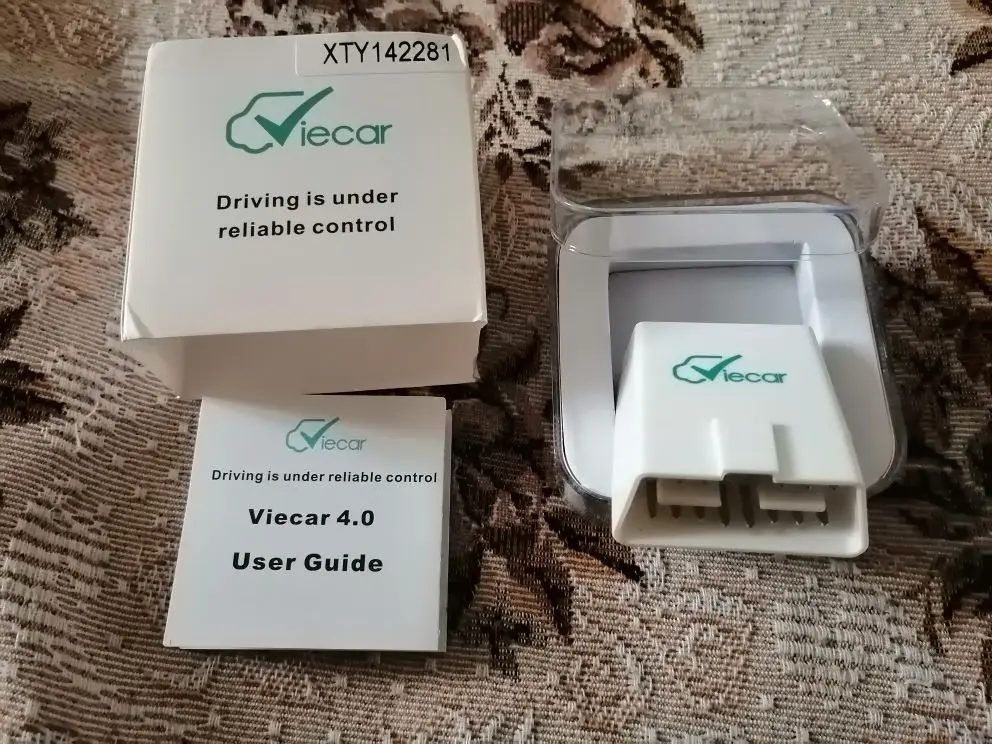 XTY142281
Viecar
Driving is under
reliable control
Viecar
Driving is under reliable control
Viecar 4.0
User Guide
Viecar